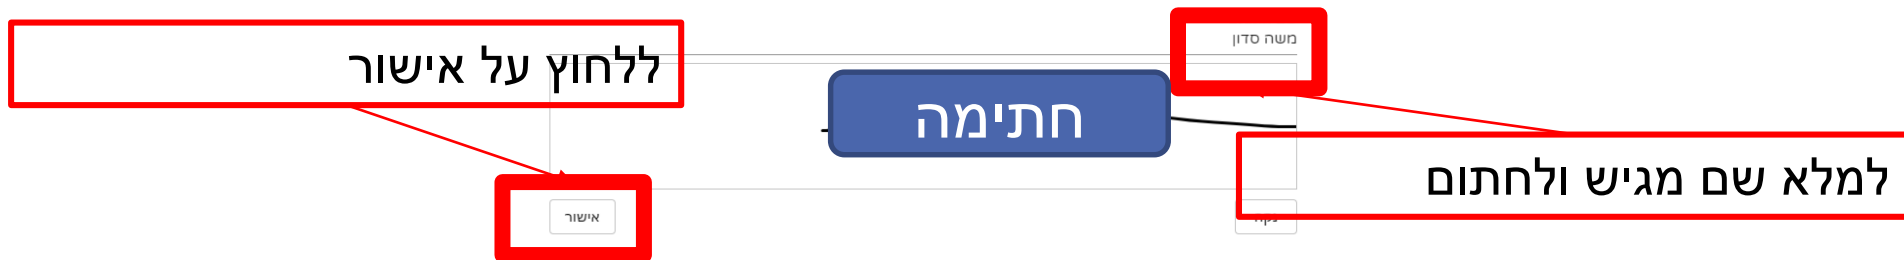 משה סדון
ללחוץ על אישור
חתימה
למלא שם מגיש ולחתום
אישור